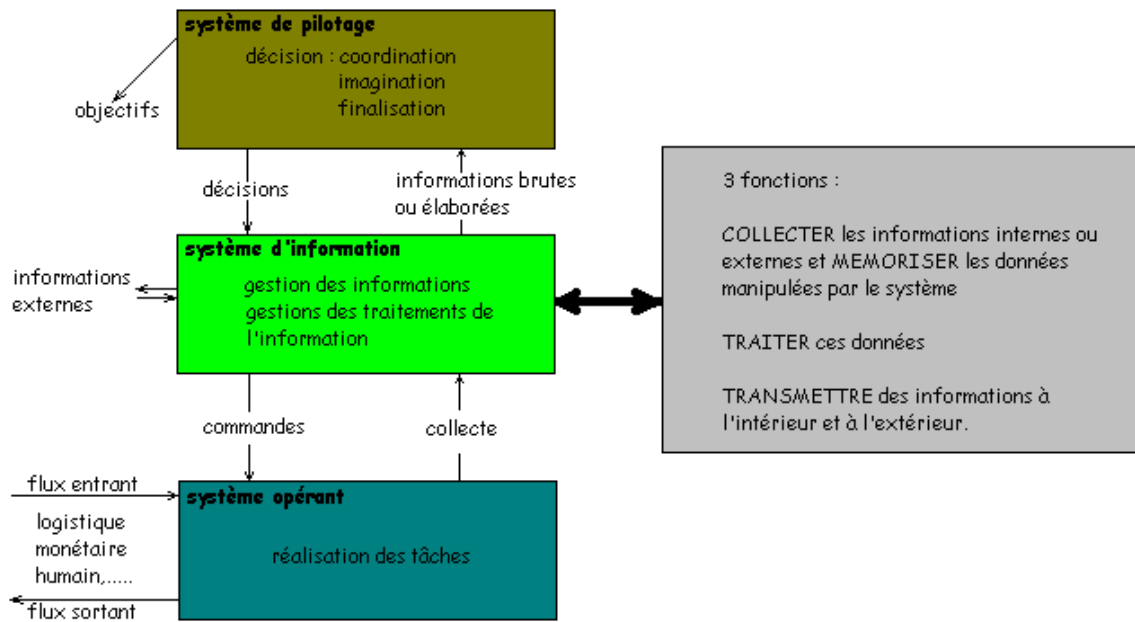 système de pilotage
décision : coordination
imagination
finalisation
objectifs
décisions
informations brutes
ou élaborées
système d'information
gestion des informations
gestions des traitements de
l'information
informations
externes
3 fonctions :
COLLECTER les informations internes ou
externes et MEMORISER les données
manipulées par le système
TRAITER ces données
TRANSMETTRE des informations à
l'intérieur et à l'extérieur.
commandes
collecte
flux entrant
logistique
monétaire
humain,.....
flux sortant
système opérant
réalisation des tâches